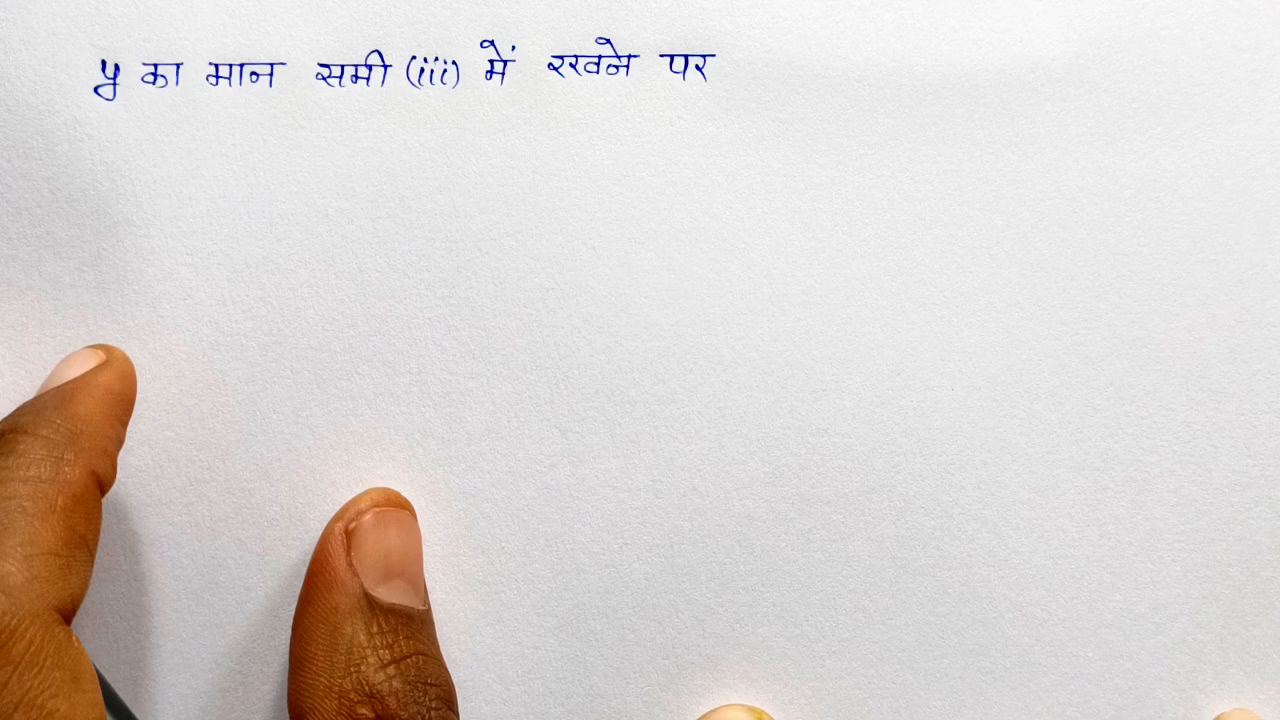 y का मान समी (iii) में रखने पर